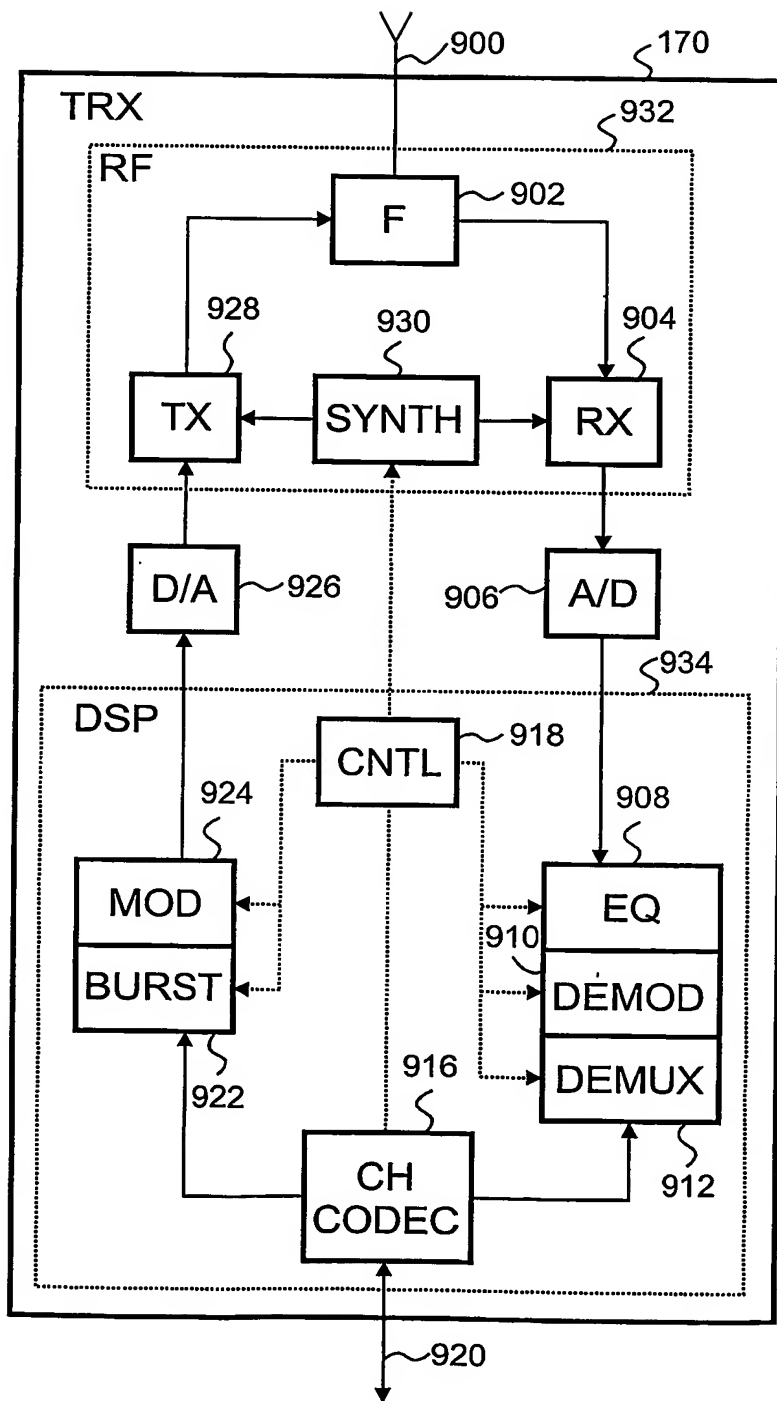 900
170
TRX
932
RF
902
F
928
930
904
TX
SYNTH
RX
D/A
926
906
A/D
934
DSP
918
CNTL
924
908
MOD
EQ
910
BURST
DEMOD
922
916
DEMUX
CH
CODEC
912
920